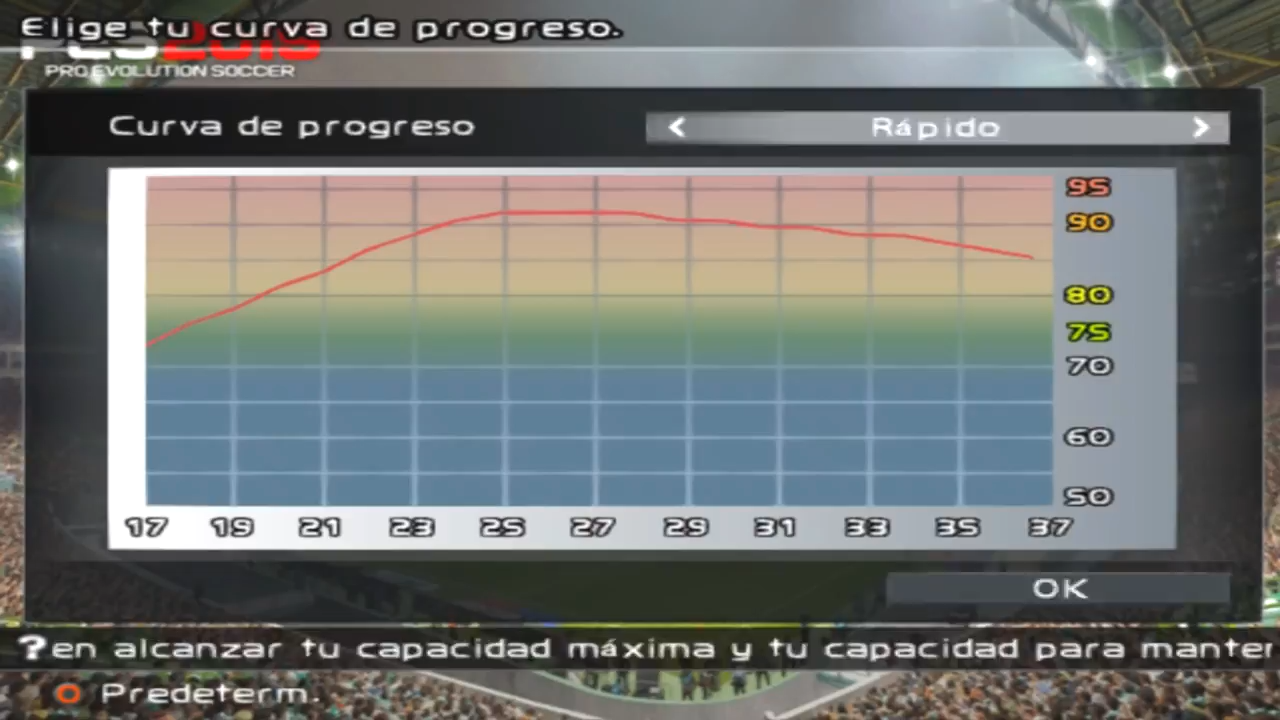 Elige tu curva de progreso.
PES 2015
PRO EVOLUTION SOCCER
Curva de progreso
< Rápido >
95
90
80
75
70
60
50
17 19 21 23 25 27 29 31 33 35 37
OK
?en alcanzar tu capacidad máxima y tu capacidad para manter
Predeterm.